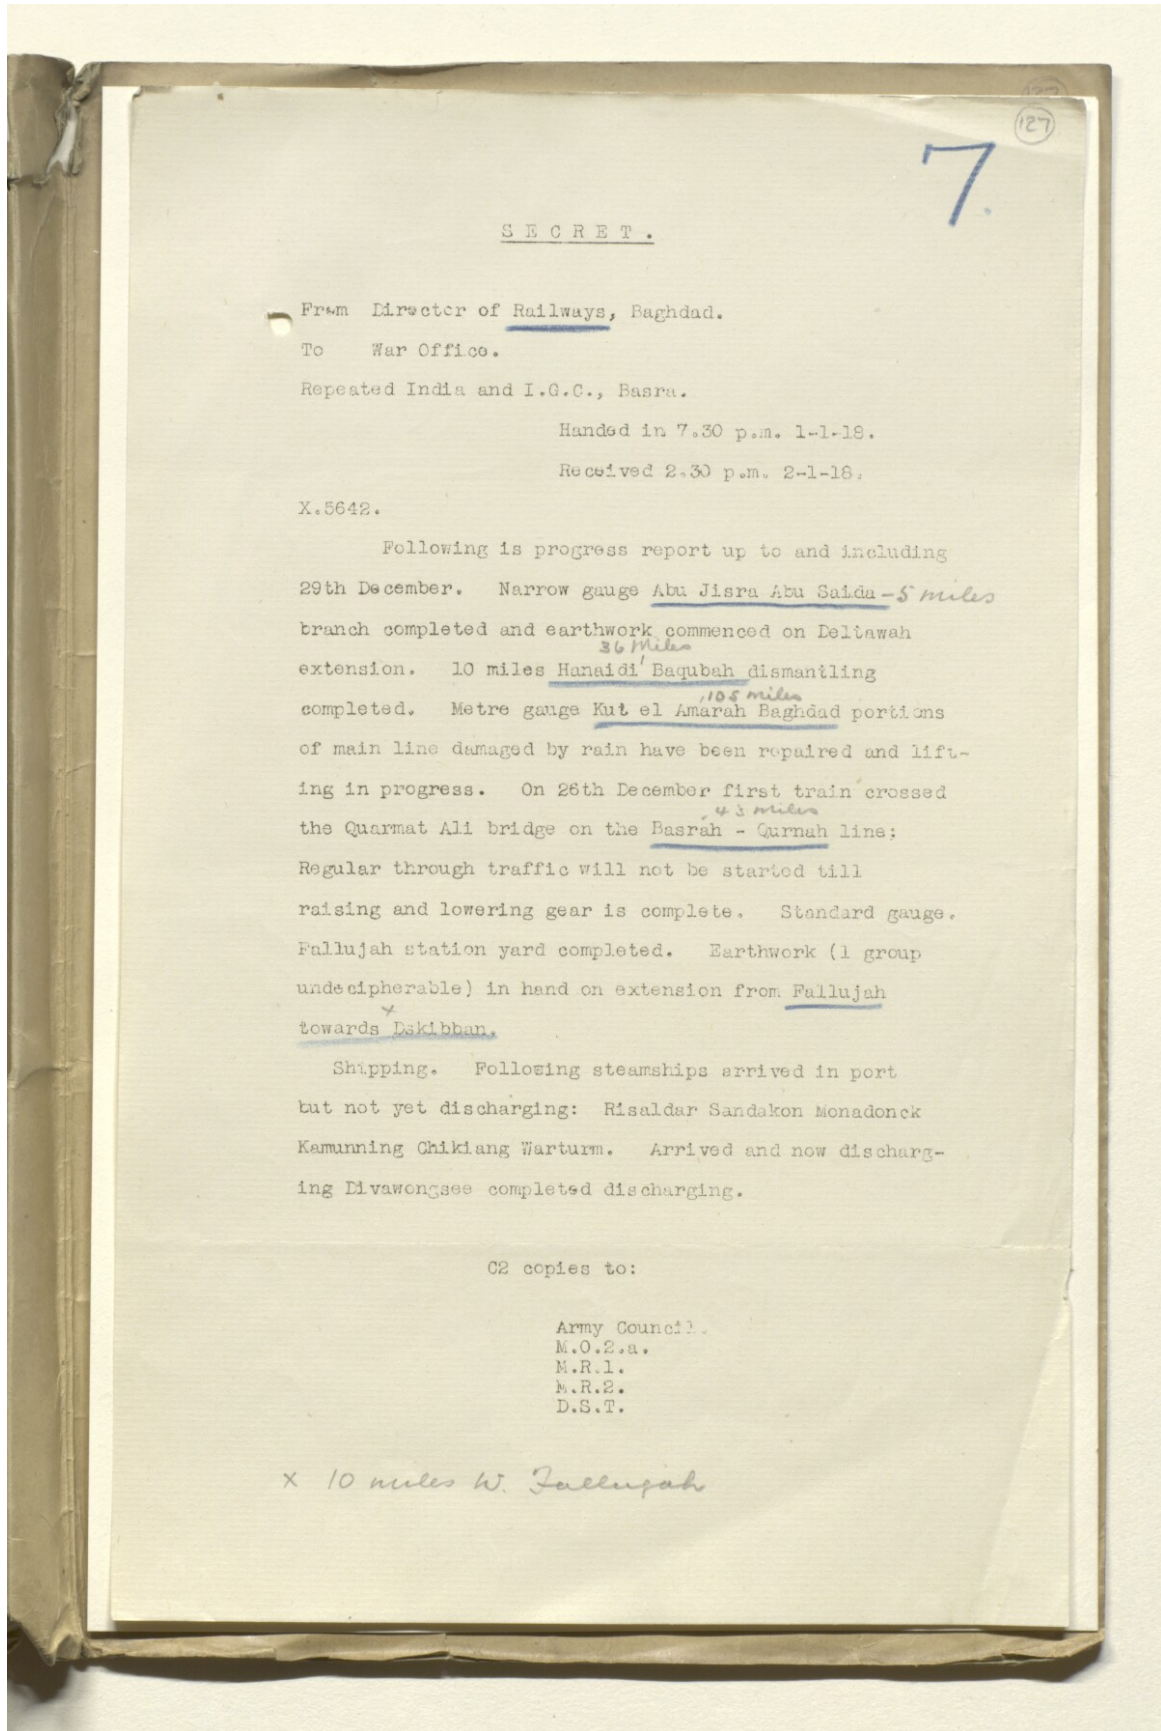 127
127
7.
SECRET.
From Director of Railways, Baghdad.
To War Office.
Repeated India and I.G.C., Basra.
Handed in 7.30 p.m. 1-1-18.
Received 2.30 p.m. 2-1-18.
X.5642.
Following is progress report up to and including
29th December. Narrow gauge Abu Jisra Abu Saida - 5 miles
branch completed and earthwork commenced on Deltawah
36 Miles
extension. 10 miles Hanaidi Baqubah dismantling
105 miles
completed. Metre gauge Kut el Amarah Baghdad portions
of main line damaged by rain have been repaired and lift-
ing in progress. On 26th December first train crossed
43 miles
the Quarmat Ali bridge on the Basrah - Qurnah line;
Regular through traffic will not be started till
raising and lowering gear is complete. Standard gauge.
Fallujah station yard completed. Earthwork (1 group
undecipherable) in hand on extension from Fallujah
x
towards Dskibban.
Shipping. Following steamships arrived in port
but not yet discharging: Risaldar Sandakon Monadonck
Kamunning Chikiang Warturm. Arrived and now discharg-
ing Divawongsee completed discharging.
C2 copies to:
Army Council.
M.O.2.a.
M.R.1.
M.R.2.
D.S.T.
x 10 miles W. Fallujah